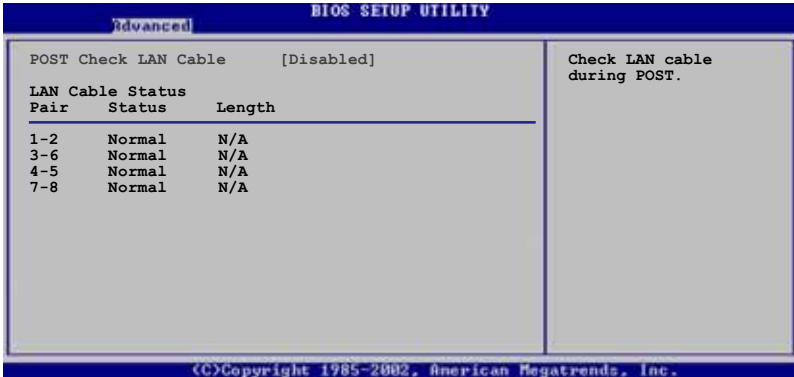 BIOS SETUP UTILITY
Advanced
POST Check LAN Cable [Disabled]
LAN Cable Status
Pair Status Length
1-2 Normal N/A
3-6 Normal N/A
4-5 Normal N/A
7-8 Normal N/A
Check LAN cable
during POST.
(C)Copyright 1985-2002, American Megatrends, Inc.